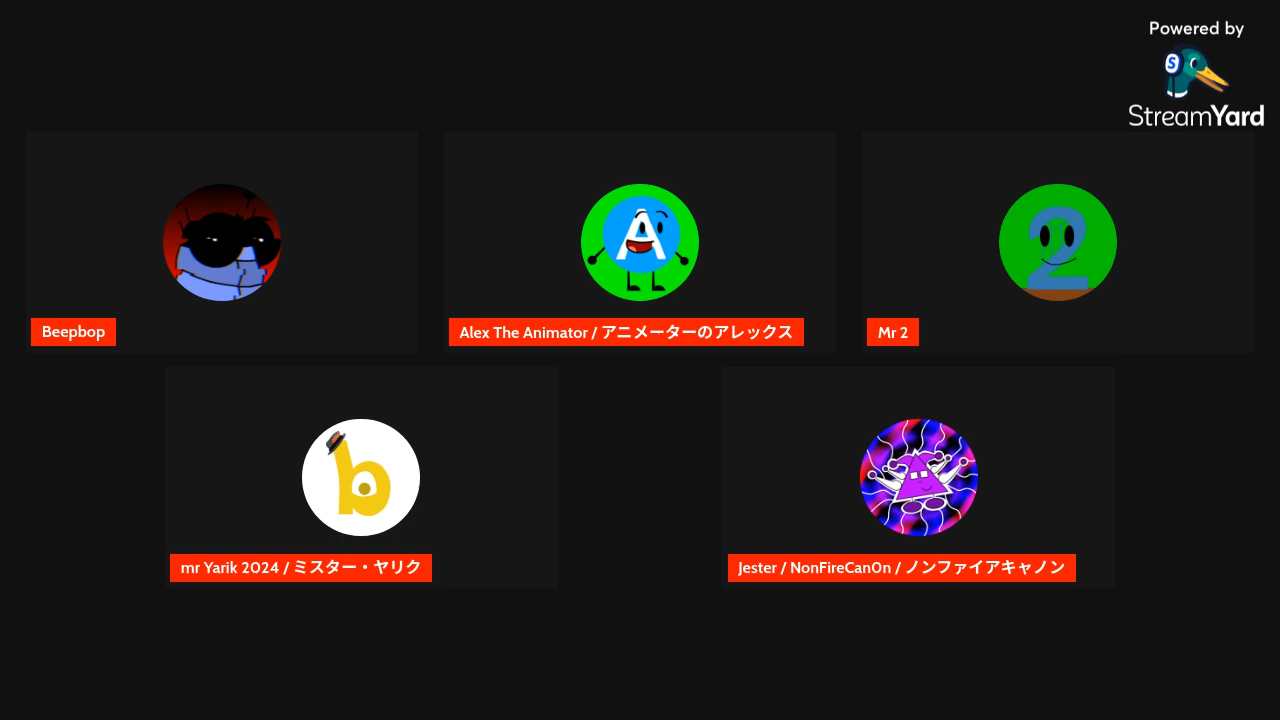 Powered by
S
StreamYard
A
2
Beepbop
Alex The Animator / アニメーターのアレックス
Mr 2
b
mr Yarik 2024 / ミスター・ヤリク
Jester / NonFireCan0n / ノンファイアキャノン